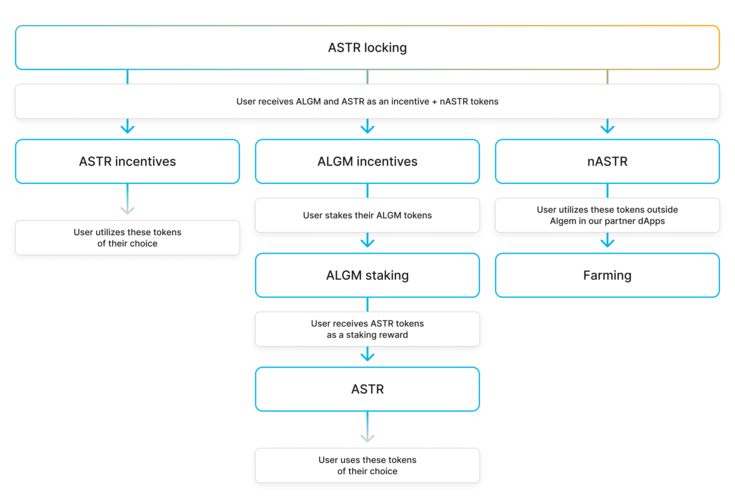 ASTR locking
User receives ALGM and ASTR as an incentive + nASTR tokens
ASTR incentives
ALGM incentives
nASTR
User utilizes these tokens
of their choice
User stakes their ALGM tokens
User utilizes these tokens outside
Algem in our partner dApps
ALGM staking
Farming
User receives ASTR tokens
as a staking reward
ASTR
User uses these tokens
of their choice